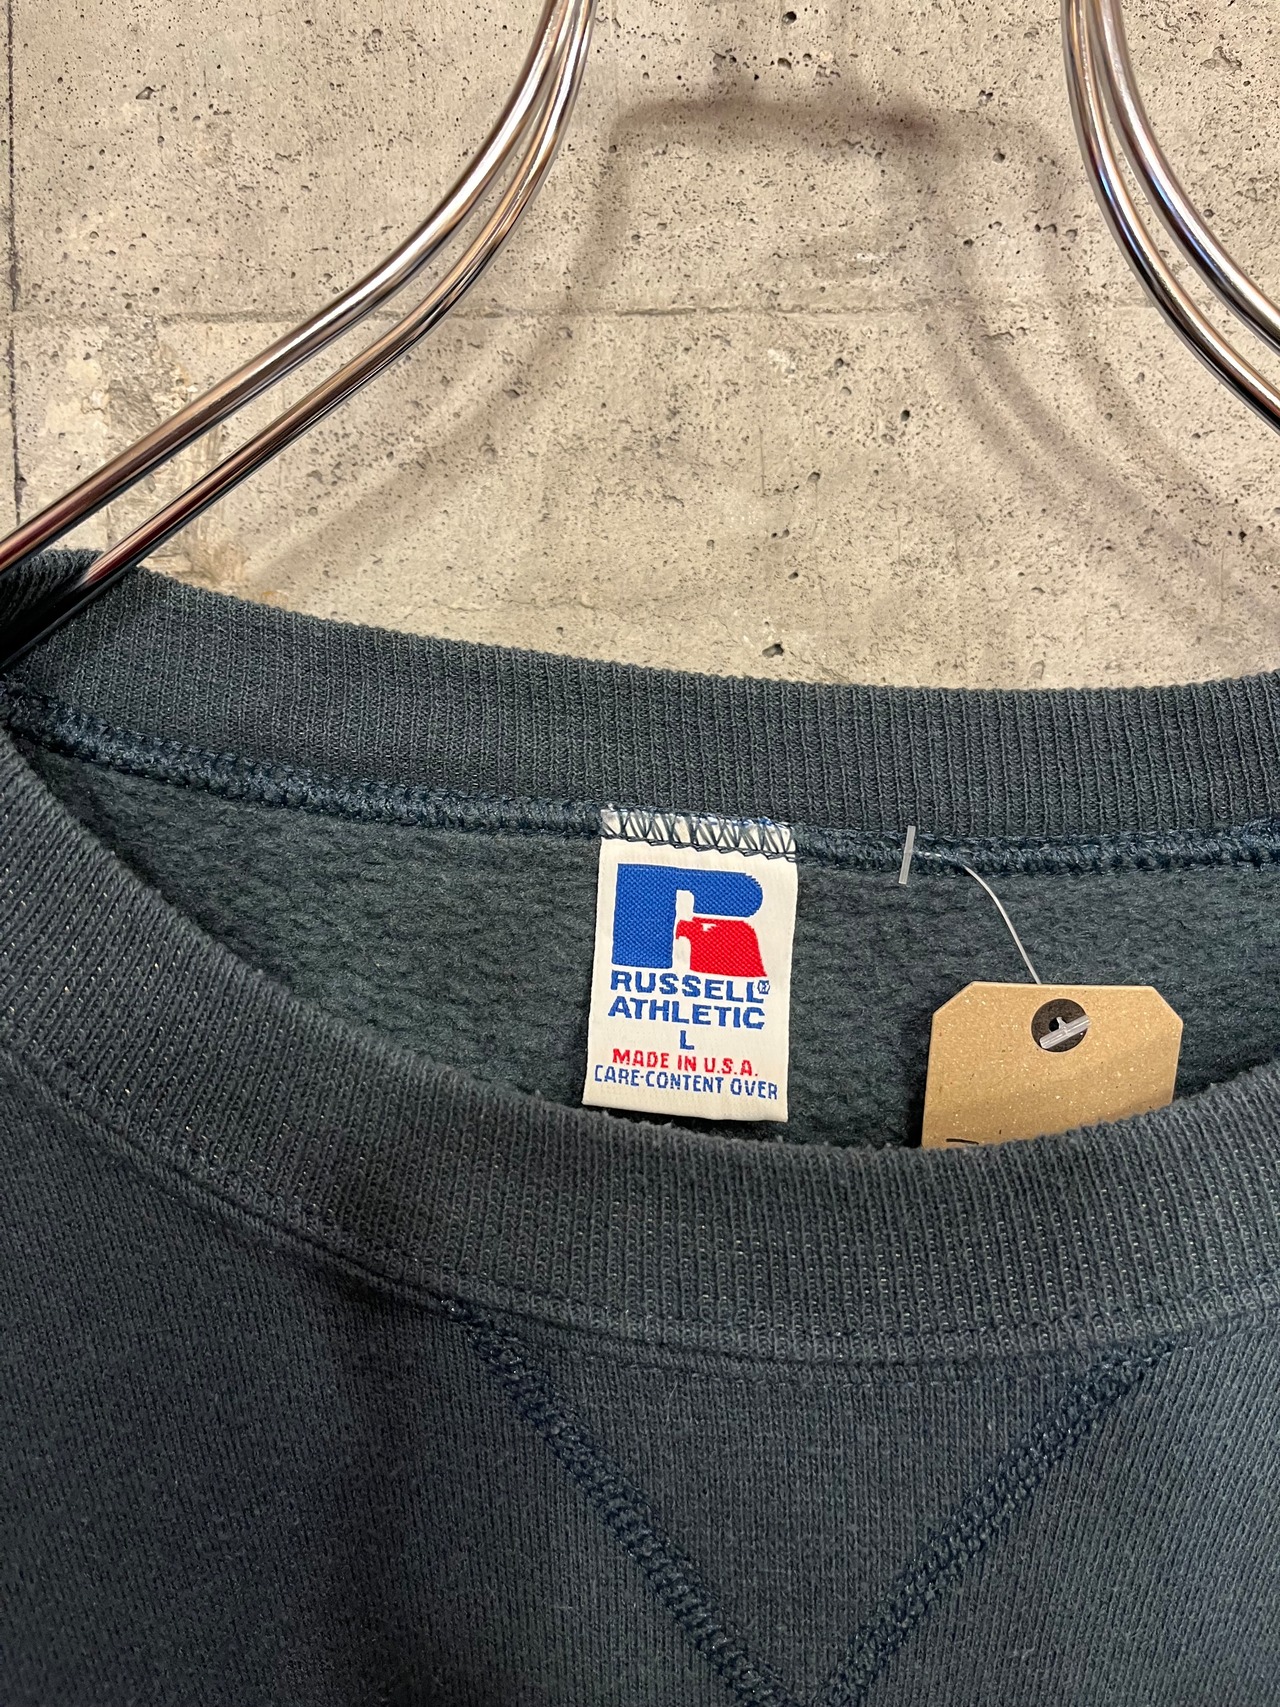 RUSSELL®
ATHLETIC
L
MADE IN U.S.A.
CARE-CONTENT OVER